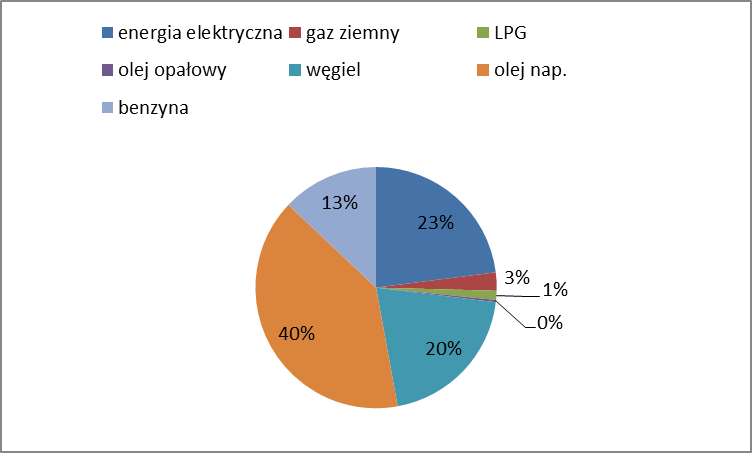 energia elektryczna gaz ziemny LPG
olej opałowy węgiel olej nap.
benzyna
13%
23%
3%
1%
0%
40%
20%